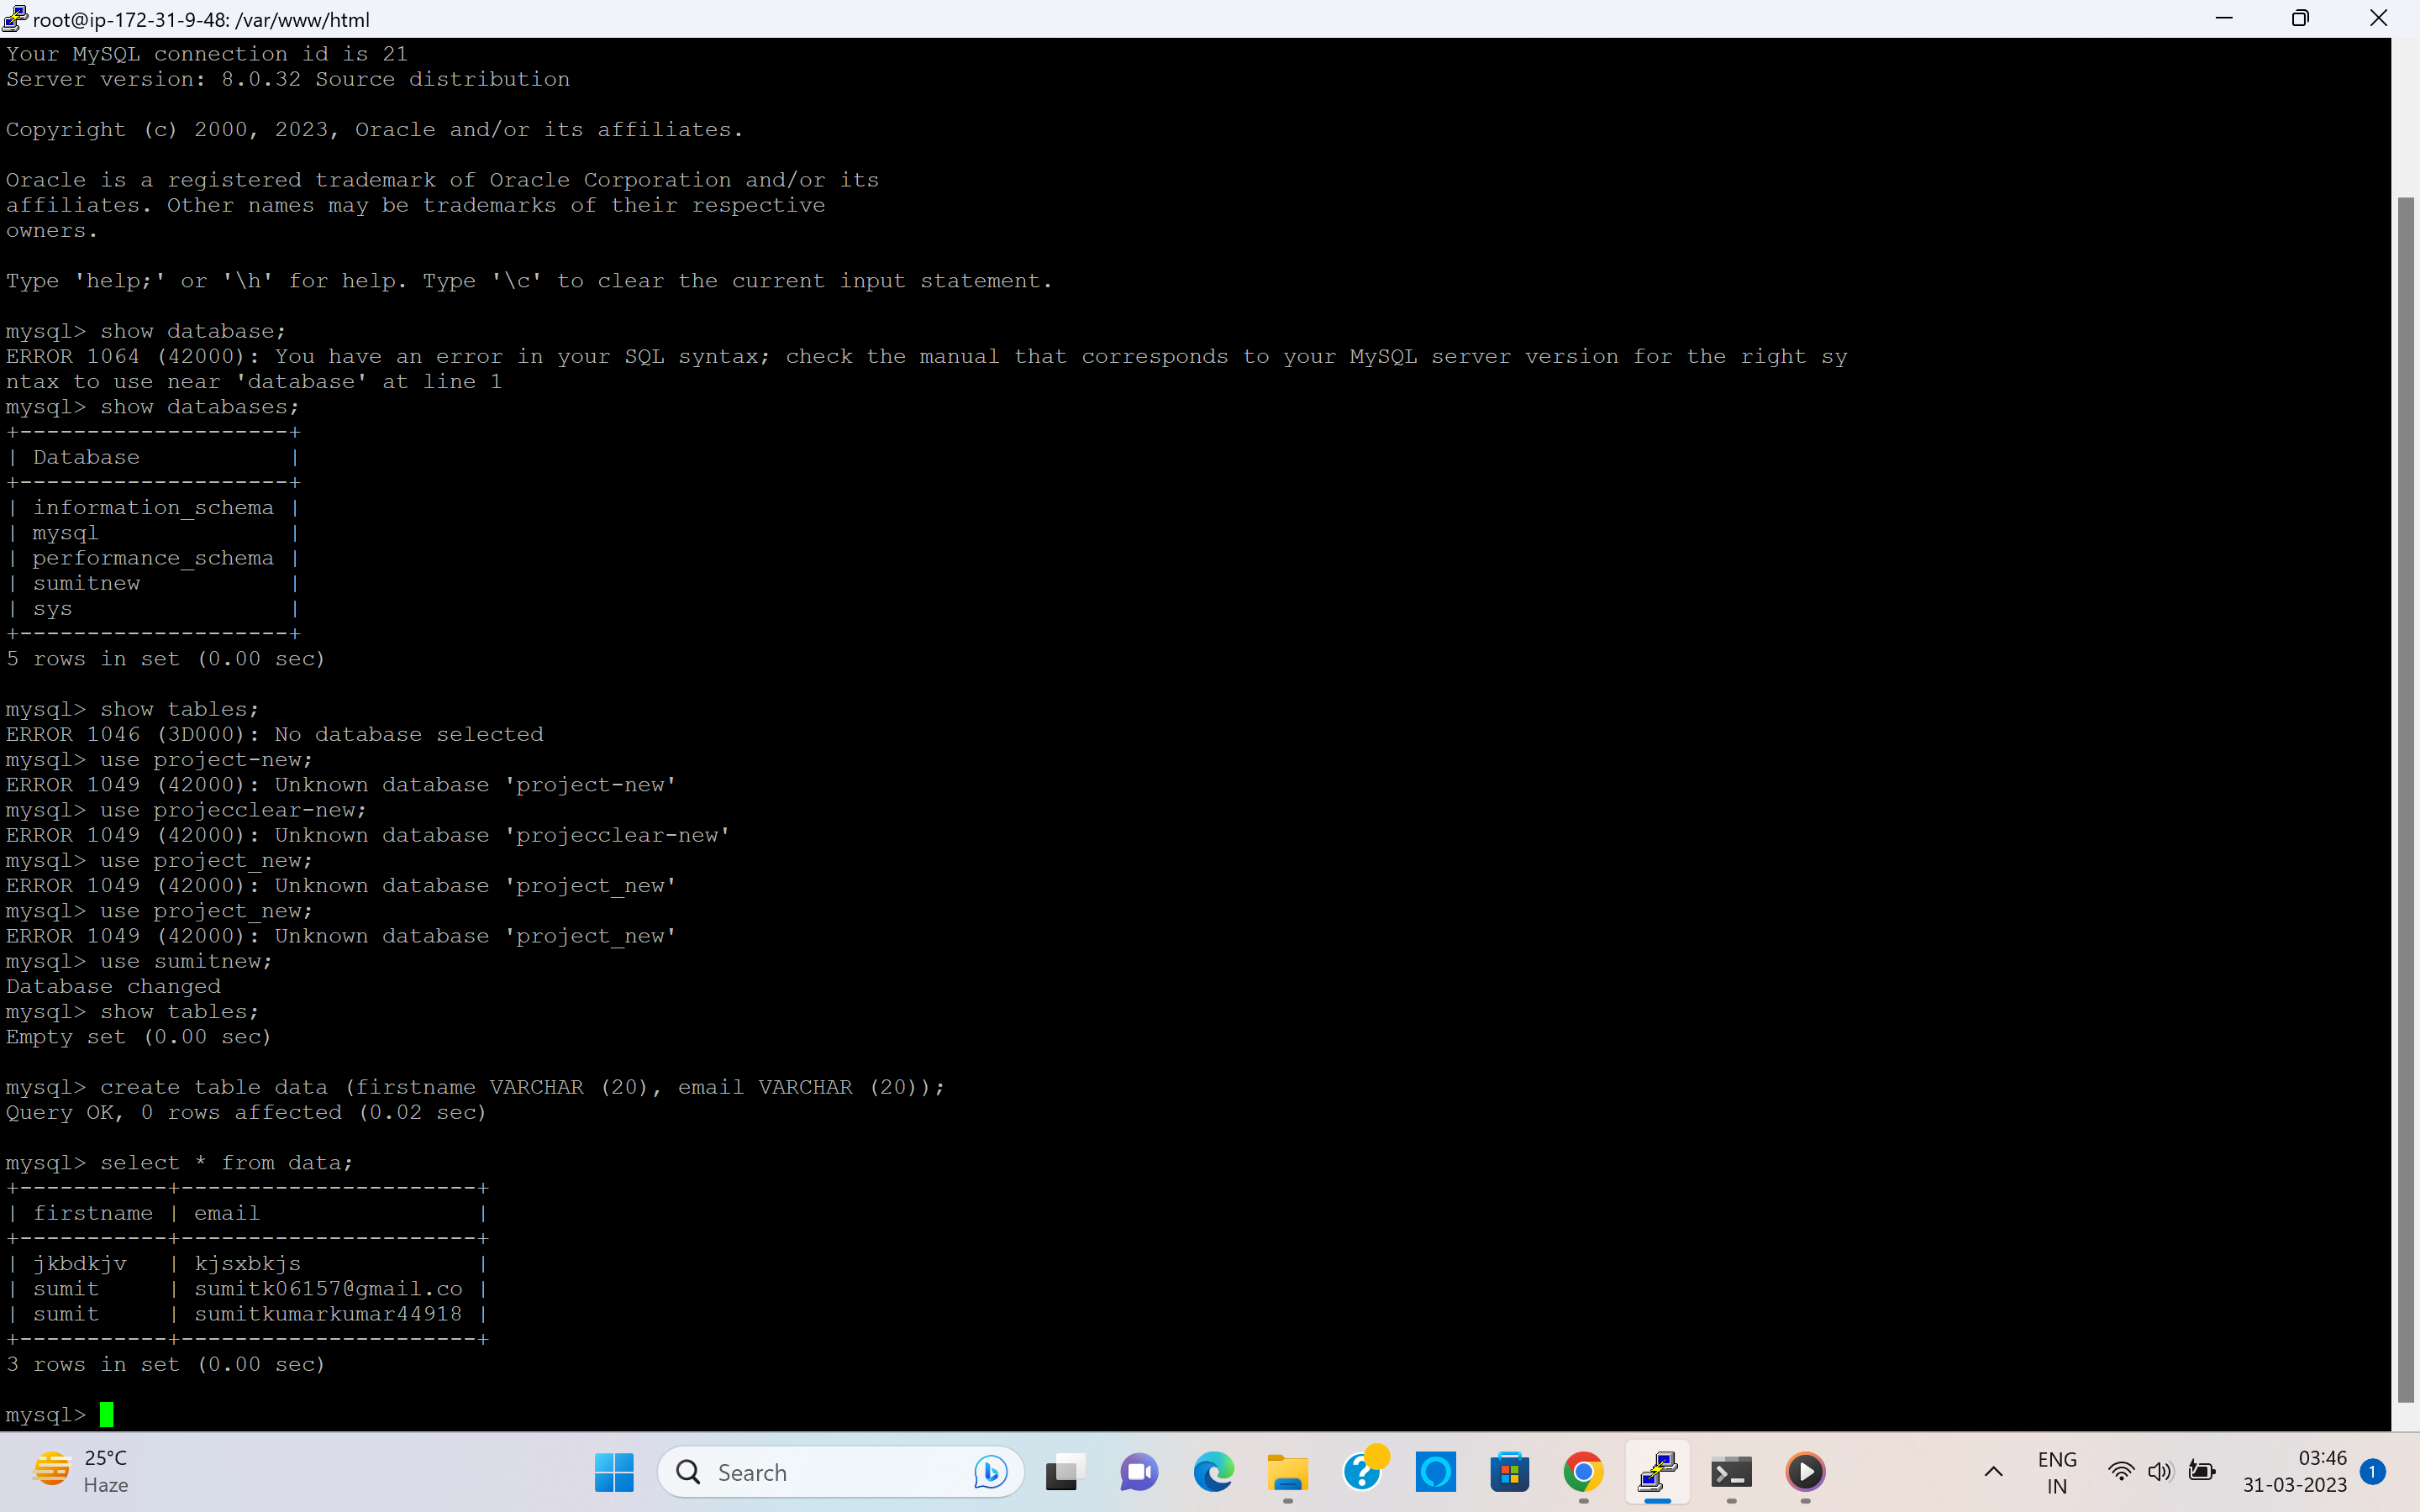 root@ip-172-31-9-48: /var/www/html
Your MySQL connection id is 21
Server version: 8.0.32 Source distribution
Copyright (c) 2000, 2023, Oracle and/or its affiliates.
Oracle is a registered trademark of Oracle Corporation and/or its
affiliates. Other names may be trademarks of their respective
owners.
Type 'help;' or '\h' for help. Type '\c' to clear the current input statement.
mysql> show database;
ERROR 1064 (42000): You have an error in your SQL syntax; check the manual that corresponds to your MySQL server version for the right sy
ntax to use near 'database' at line 1
mysql> show databases;
+--------------------+
| Database           |
+--------------------+
| information_schema |
| mysql              |
| performance_schema |
| sumitnew           |
| sys                |
+--------------------+
5 rows in set (0.00 sec)
mysql> show tables;
ERROR 1046 (3D000): No database selected
mysql> use project-new;
ERROR 1049 (42000): Unknown database 'project-new'
mysql> use projecclear-new;
ERROR 1049 (42000): Unknown database 'projecclear-new'
mysql> use project_new;
ERROR 1049 (42000): Unknown database 'project_new'
mysql> use project_new;
ERROR 1049 (42000): Unknown database 'project_new'
mysql> use sumitnew;
Database changed
mysql> show tables;
Empty set (0.00 sec)
mysql> create table data (firstname VARCHAR (20), email VARCHAR (20));
Query OK, 0 rows affected (0.02 sec)
mysql> select * from data;
+-----------+----------------------+
| firstname | email                |
+-----------+----------------------+
| jkbdkjv   | kjsxbkjs             |
| sumit     | sumitk06157@gmail.co |
| sumit     | sumitkumarkumar44918 |
+-----------+----------------------+
3 rows in set (0.00 sec)
mysql>
25°C
Haze
Search
ENG
IN
03:46
31-03-2023
1